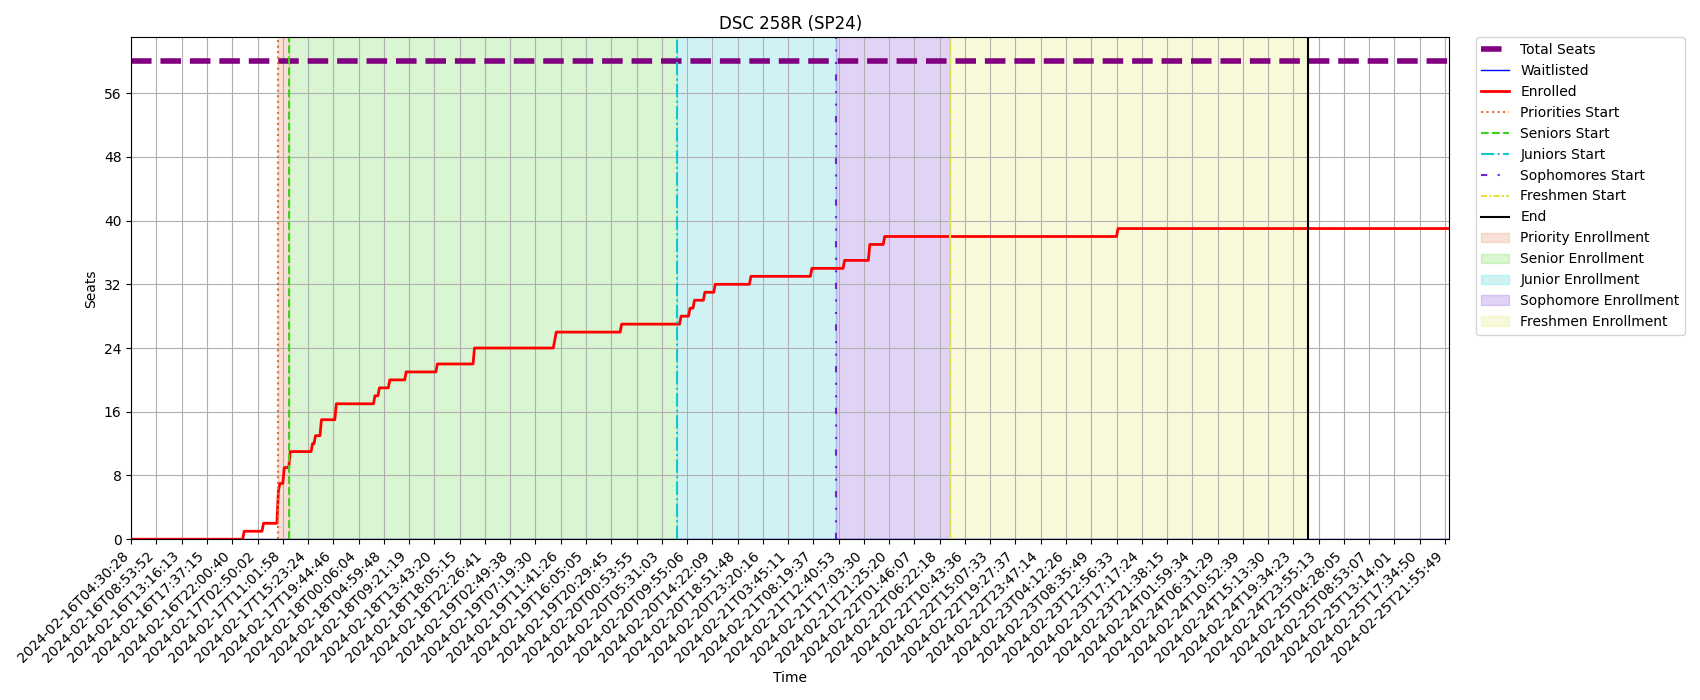 DSC 258R (SP24)
Total Seats
Waitlisted
Enrolled
Priorities Start
Seniors Start
Juniors Start
Sophomores Start
Freshmen Start
End
Priority Enrollment
Senior Enrollment
Junior Enrollment
Sophomore Enrollment
Freshmen Enrollment
Seats
56
48
40
32
24
16
8
0
2024-02-16T04:30:28
2024-02-16T08:53:52
2024-02-16T13:16:13
2024-02-16T17:37:15
2024-02-16T22:00:40
2024-02-17T02:50:02
2024-02-17T11:01:58
2024-02-17T15:23:24
2024-02-17T19:44:46
2024-02-18T00:06:04
2024-02-18T04:59:48
2024-02-18T09:21:19
2024-02-18T13:43:20
2024-02-18T18:05:15
2024-02-18T22:26:41
2024-02-19T02:49:38
2024-02-19T07:19:30
2024-02-19T11:41:26
2024-02-19T16:05:05
2024-02-19T20:29:45
2024-02-20T00:53:55
2024-02-20T05:31:03
2024-02-20T09:55:06
2024-02-20T14:22:09
2024-02-20T18:51:48
2024-02-20T23:20:16
2024-02-21T03:45:11
2024-02-21T08:19:37
2024-02-21T12:40:53
2024-02-21T17:03:30
2024-02-21T21:25:20
2024-02-22T01:46:07
2024-02-22T06:22:18
2024-02-22T10:43:36
2024-02-22T15:07:33
2024-02-22T19:27:37
2024-02-22T23:47:14
2024-02-23T04:12:26
2024-02-23T08:35:49
2024-02-23T12:56:33
2024-02-23T17:17:24
2024-02-23T21:38:15
2024-02-24T01:59:34
2024-02-24T06:31:29
2024-02-24T10:52:39
2024-02-24T15:13:30
2024-02-24T19:34:23
2024-02-24T23:55:13
2024-02-25T04:28:05
2024-02-25T08:53:07
2024-02-25T13:14:01
2024-02-25T17:34:50
2024-02-25T21:55:49
Time